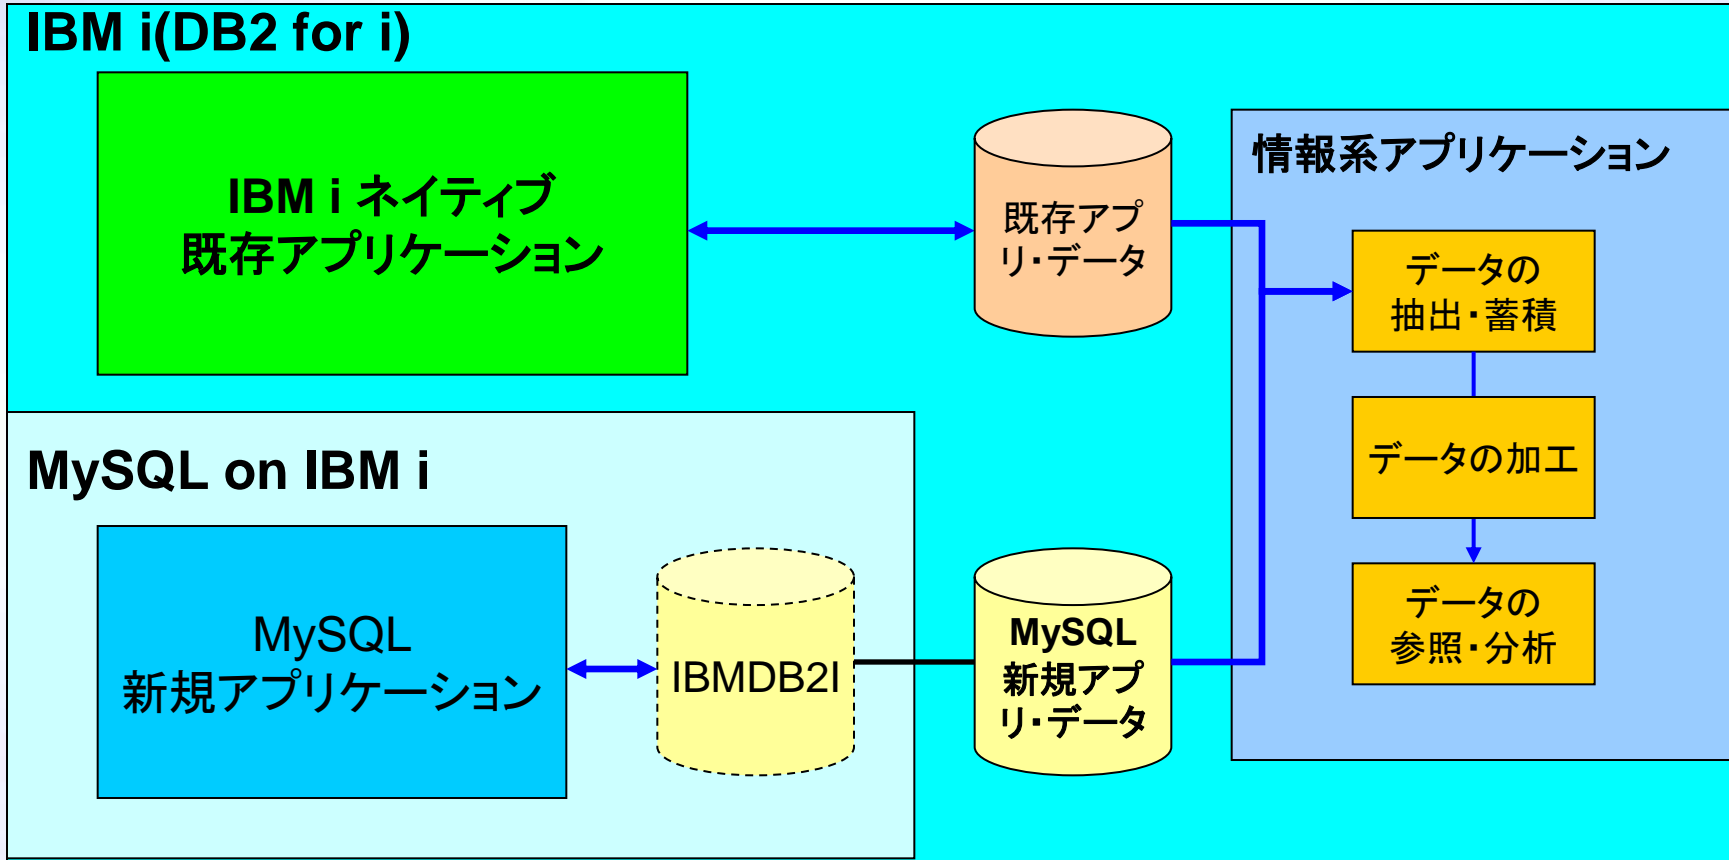 IBM i(DB2 for i)
IBM i ネイティブ
既存アプリケーション
既存アプ
リ・データ
情報系アプリケーション
データの
抽出・蓄積
データの加工
データの
参照・分析
MySQL on IBM i
MySQL
新規アプリケーション
IBMDB2I
MySQL
新規アプ
リ・データ